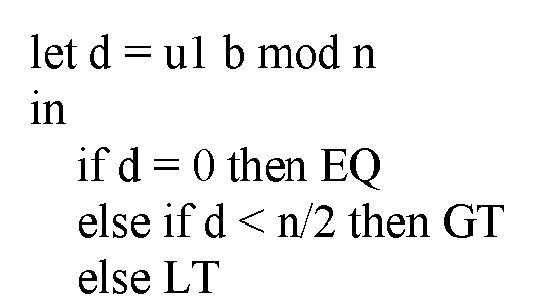 let d = u1 b mod n
in
if d = 0 then EQ
else if d < n/2 then GT
else LT